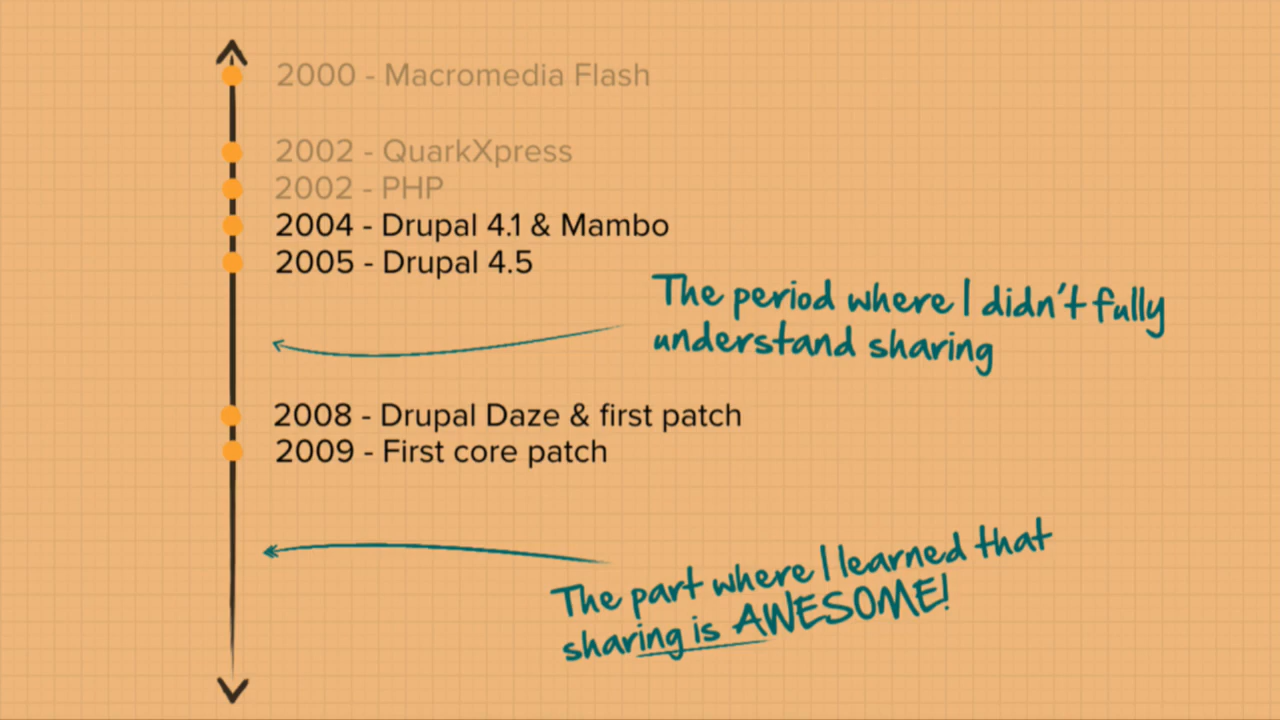 2000 - Macromedia Flash
2002 - QuarkXpress
2002 - PHP
2004 - Drupal 4.1 & Mambo
2005 - Drupal 4.5
The period where I didn't fully
understand sharing
2008 - Drupal Daze & first patch
2009 - First core patch
The part where I learned that
sharing is AWESOME!